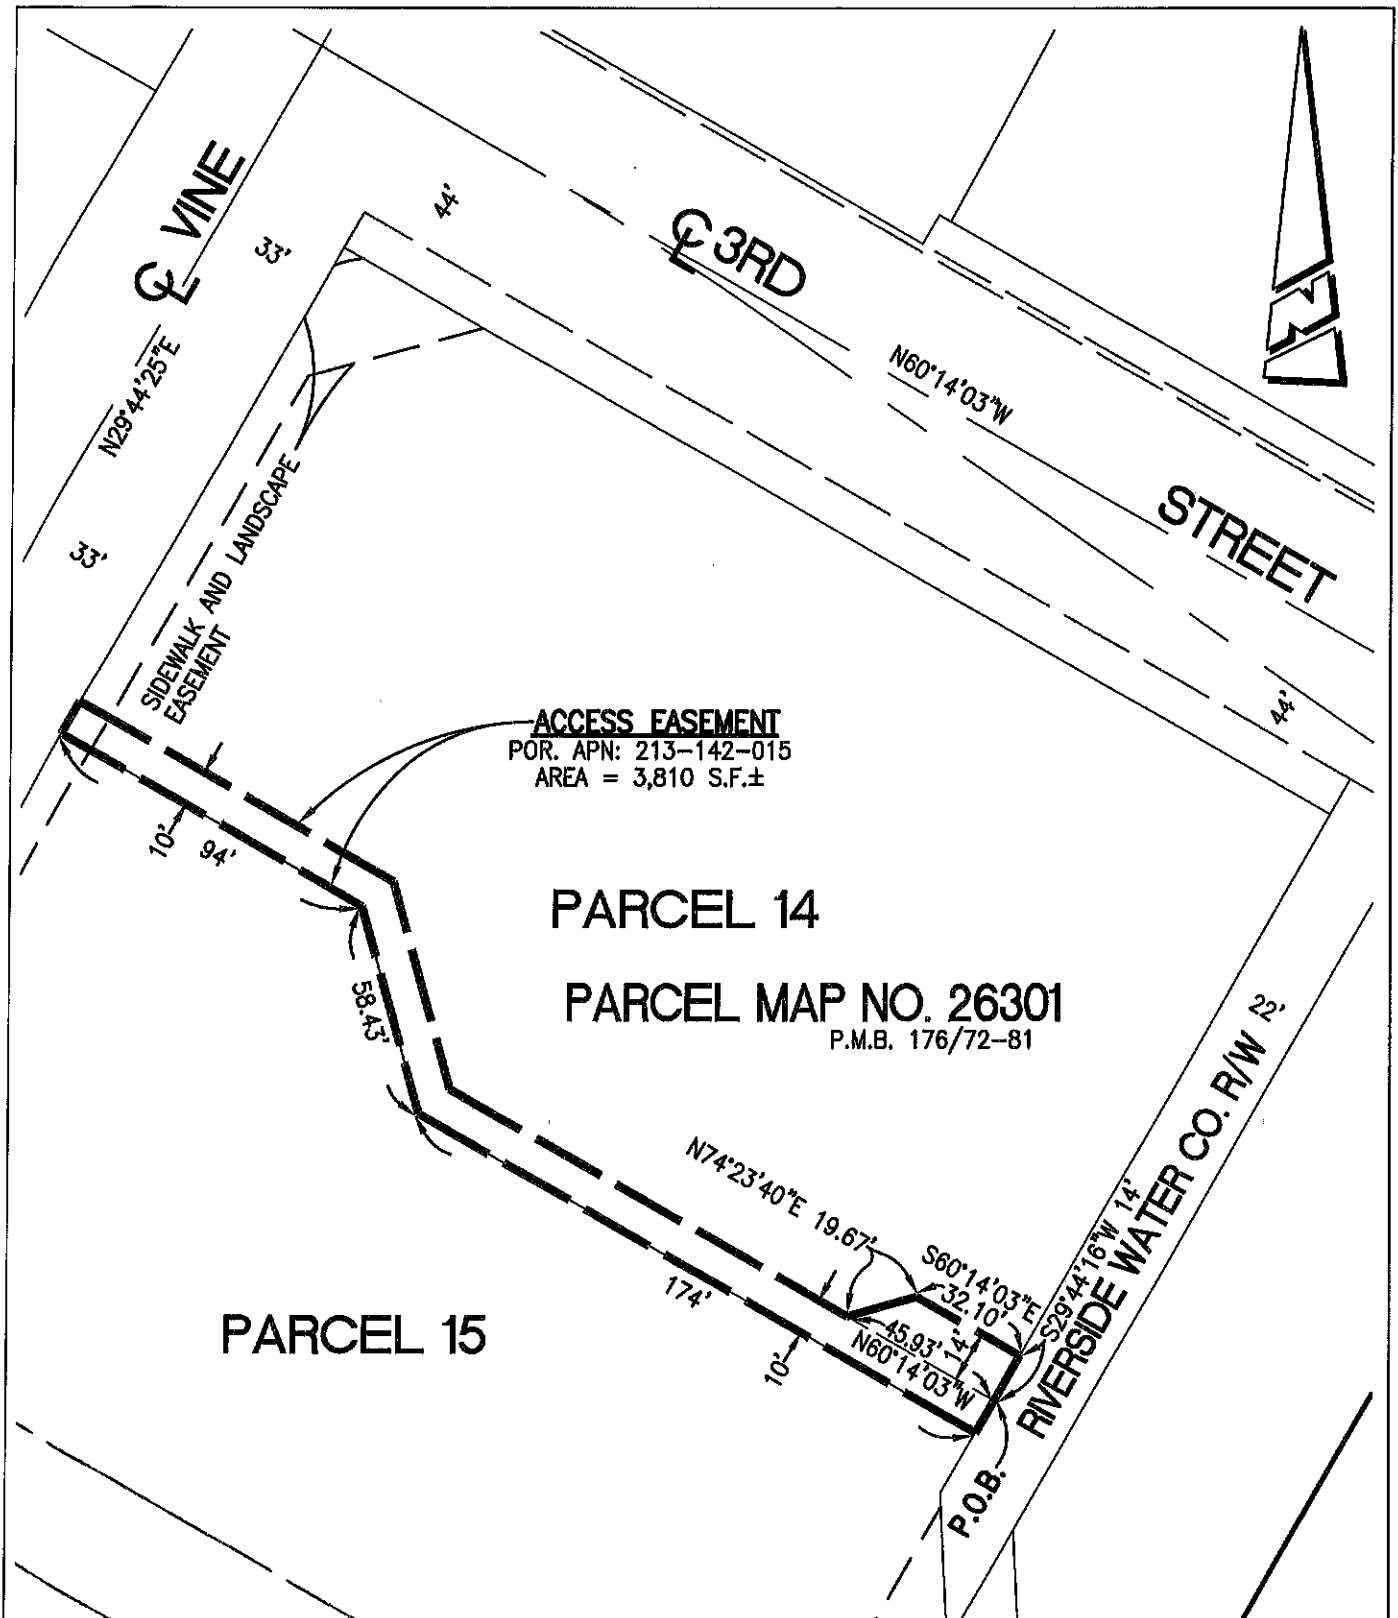 ℄ VINE
44'
33'
℄ 3RD
STREET
N29°44'25"E
N60°14'03"W
33'
SIDEWALK AND LANDSCAPE
EASEMENT
44'
ACCESS EASEMENT
POR. APN: 213-142-015
AREA = 3,810 S.F.±
10'
94'
PARCEL 14
58.43'
PARCEL MAP NO. 26301
P.M.B. 176/72-81
22'
RIVERSIDE WATER CO. R/W
N74°23'40"E 19.67'
S60°14'03"E
32.10'
S29°44'16"W 14'
174'
45.93'
N60°14'03"W
14'
10'
PARCEL 15
P.O.B.
N